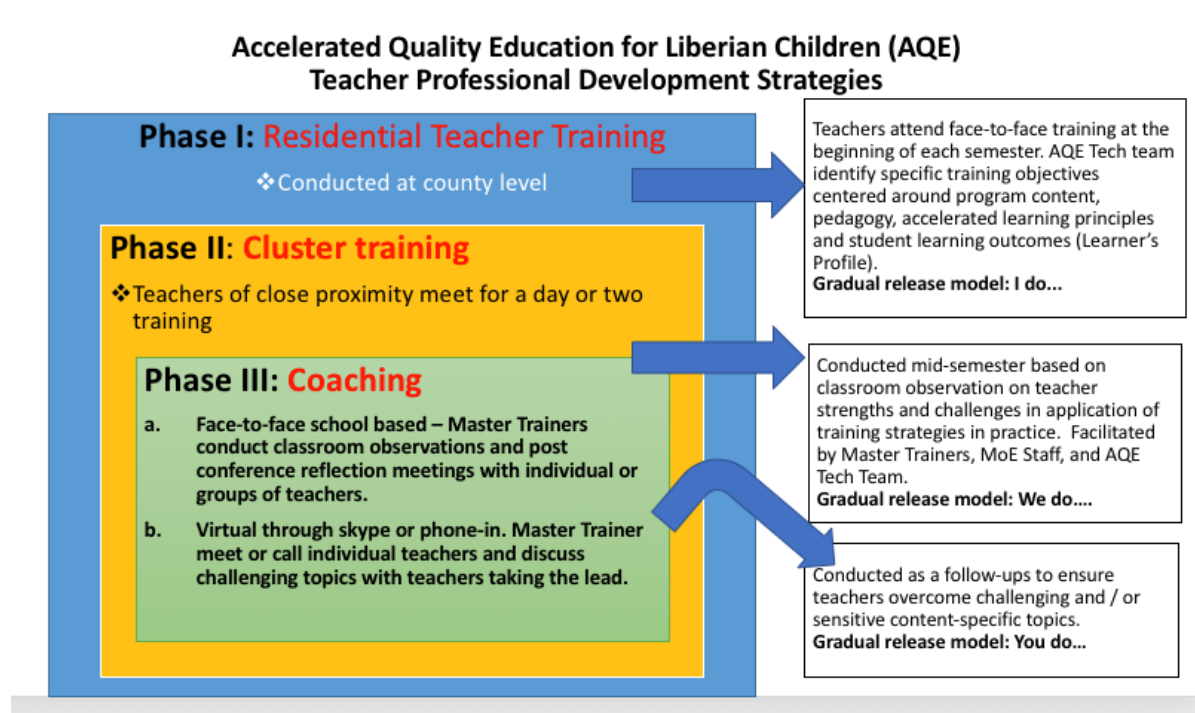 Accelerated Quality Education for Liberian Children (AQE)
Teacher Professional Development Strategies
Phase I: Residential Teacher Training
❖Conducted at county level
Teachers attend face-to-face training at the
beginning of each semester. AQE Tech team
identify specific training objectives
centered around program content,
pedagogy, accelerated learning principles
and student learning outcomes (Learner's
Profile).
Gradual release model: I do...
Phase II: Cluster training
❖Teachers of close proximity meet for a day or two
training
Conducted mid-semester based on
classroom observation on teacher
strengths and challenges in application of
training strategies in practice. Facilitated
by Master Trainers, MoE Staff, and AQE
Tech Team.
Gradual release model: We do....
Phase III: Coaching
a. Face-to-face school based – Master Trainers
conduct classroom observations and post
conference reflection meetings with individual or
groups of teachers.
b. Virtual through skype or phone-in. Master Trainer
meet or call individual teachers and discuss
challenging topics with teachers taking the lead.
Conducted as a follow-ups to ensure
teachers overcome challenging and / or
sensitive content-specific topics.
Gradual release model: You do...